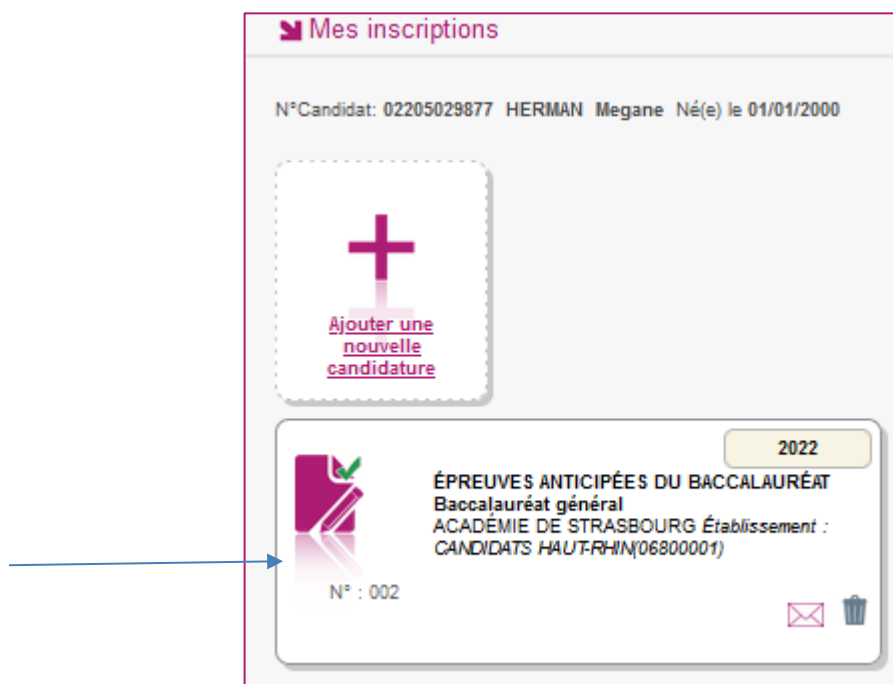 Mes inscriptions
N°Candidat: 02205029877 HERMAN Megane Né(e) le 01/01/2000
Ajouter une
nouvelle
candidature
2022
ÉPREUVES ANTICIPÉES DU BACCALAURÉAT
Baccalauréat général
ACADÉMIE DE STRASBOURG Établissement :
CANDIDATS HAUT-RHIN(06800001)
N° : 002